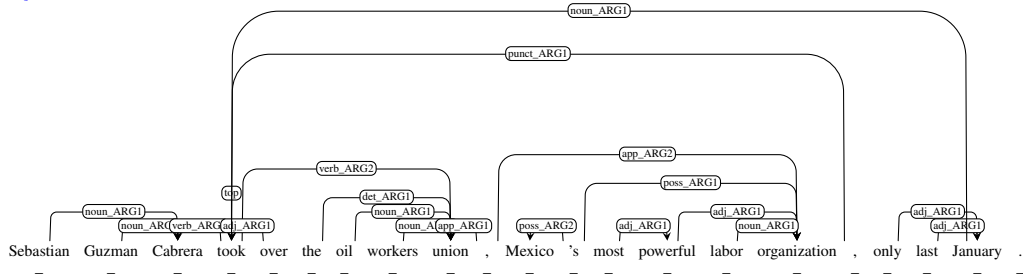 noun_ARG1
punct_ARG1
app_ARG2
verb_ARG2
poss_ARG1
top
det_ARG1
noun_ARG1 noun_ARG1 adj_ARG1 adj_ARG1
adj_ARG1 app_ARG1 poss_ARG2 adj_ARG1 noun_ARG1 adj_ARG1
Sebastian Guzman Cabrera took over the oil workers union , Mexico 's most powerful labor organization , only last January .
_ _ _ _ _ _ _ _ _ _ _ _ _ _ _ _ _ _ _ _ _